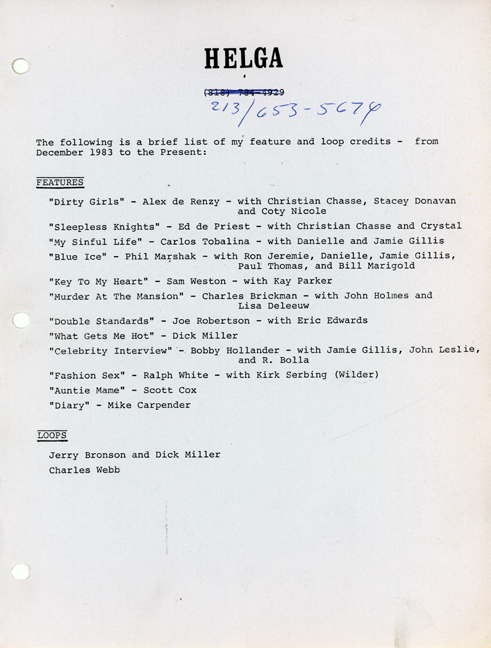 HELGA
(818) 784-4929
213/653-5674
The following is a brief list of my feature and loop credits - from
December 1983 to the Present:
FEATURES
"Dirty Girls" - Alex de Renzy - with Christian Chasse, Stacey Donavan
and Coty Nicole
"Sleepless Knights" - Ed de Priest - with Christian Chasse and Crystal
"My Sinful Life" - Carlos Tobalina - with Danielle and Jamie Gillis
"Blue Ice" - Phil Marshak - with Ron Jeremie, Danielle, Jamie Gillis,
Paul Thomas, and Bill Marigold
"Key To My Heart" - Sam Weston - with Kay Parker
"Murder At The Mansion" - Charles Brickman - with John Holmes and
Lisa Deleeuw
"Double Standards" - Joe Robertson - with Eric Edwards
"What Gets Me Hot" - Dick Miller
"Celebrity Interview" - Bobby Hollander - with Jamie Gillis, John Leslie,
and R. Bolla
"Fashion Sex" - Ralph White - with Kirk Serbing (Wilder)
"Auntie Mame" - Scott Cox
"Diary" - Mike Carpender
LOOPS
Jerry Bronson and Dick Miller
Charles Webb